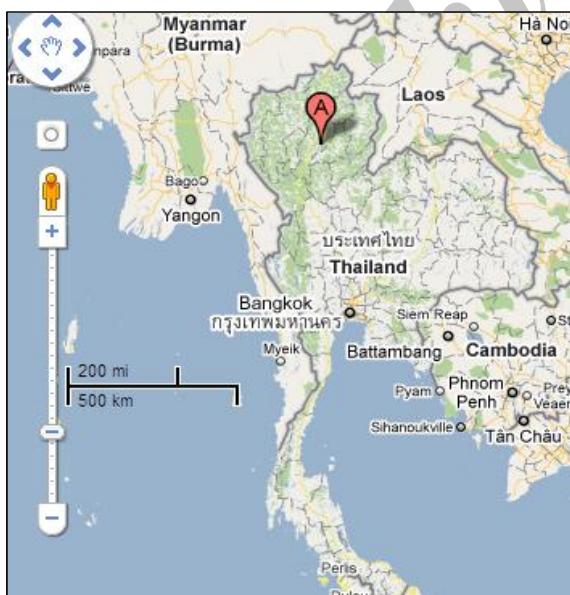 Myanmar
(Burma)
Hà Nội
Laos
A
Bago
Yangon
ประเทศไทย
Thailand
Bangkok
กรุงเทพมหานคร
Siem Reap
Myeik
Battambang
Cambodia
200 mi
500 km
Pyam
Phnom
Penh
Sihanoukville
Tân Châu
Perlis